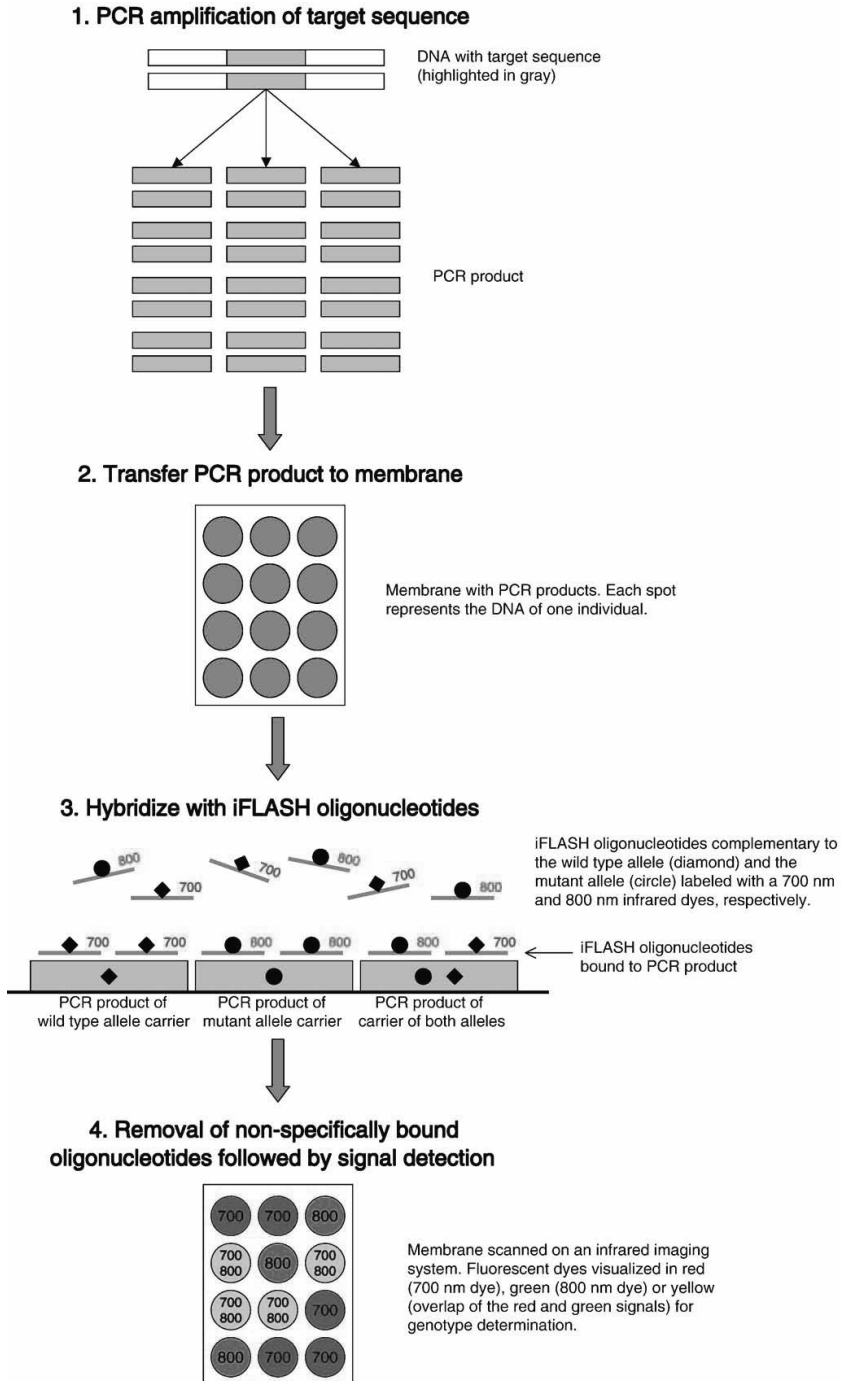 1. PCR amplification of target sequence
DNA with target sequence
(highlighted in gray)
PCR product
2. Transfer PCR product to membrane
Membrane with PCR products. Each spot
represents the DNA of one individual.
3. Hybridize with iFLASH oligonucleotides
iFLASH oligonucleotides complementary to
the wild type allele (diamond) and the
mutant allele (circle) labeled with a 700 nm
and 800 nm infrared dyes, respectively.
800
700
700
800
700
800
700
700
800
800
800
700
iFLASH oligonucleotides
bound to PCR product
PCR product of
wild type allele carrier
PCR product of
mutant allele carrier
PCR product of
carrier of both alleles
4. Removal of non-specifically bound
oligonucleotides followed by signal detection
700 700 800
700 800 800 700 800
700 800 700 800 700
800 700 700
Membrane scanned on an infrared imaging
system. Fluorescent dyes visualized in red
(700 nm dye), green (800 nm dye) or yellow
(overlap of the red and green signals) for
genotype determination.